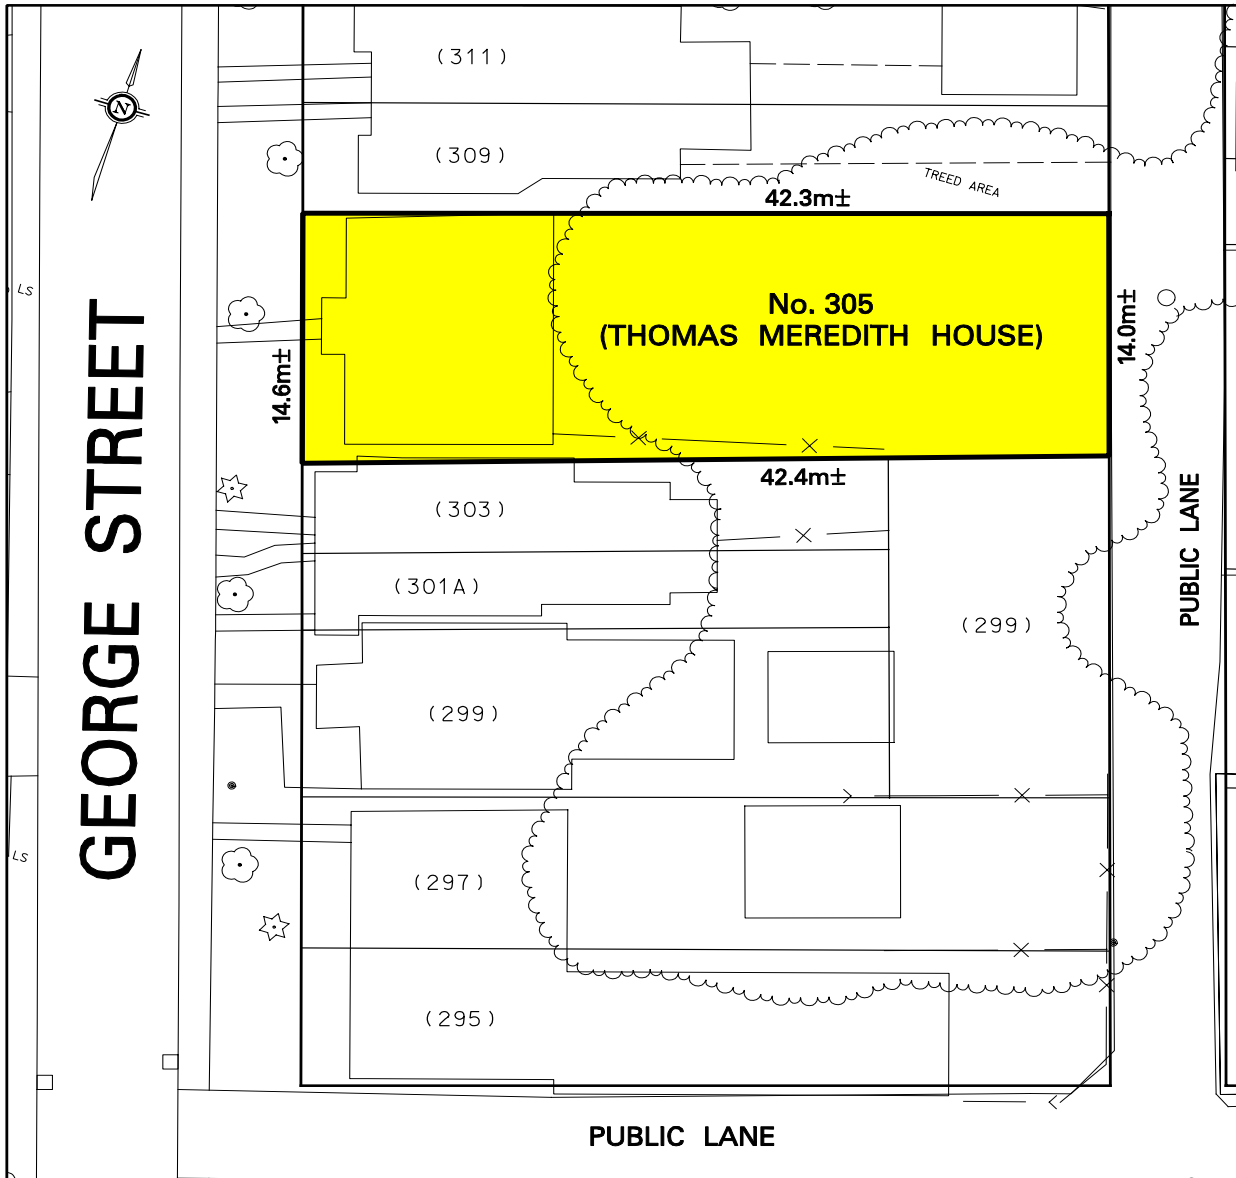 (311)
N
(309)
TREED AREA
42.3m±
LS
No. 305
(THOMAS MEREDITH HOUSE)
14.0m±
14.6m±
GEORGE STREET
42.4m±
(303)
PUBLIC LANE
(301A)
(299)
(299)
LS
(297)
(295)
PUBLIC LANE